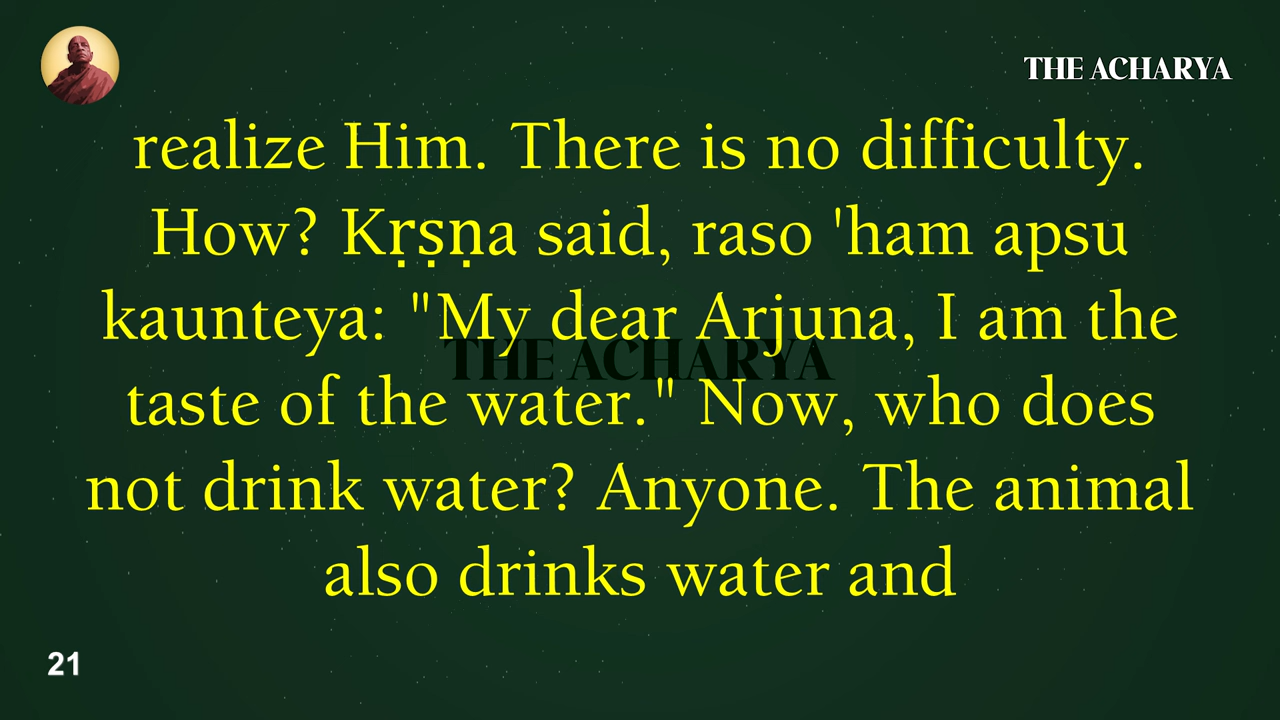 THE ACHARYA
realize Him. There is no difficulty.
How? Kṛṣṇa said, raso 'ham apsu
kaunteya: "My dear Arjuna, I am the
THE ACHARYA
taste of the water." Now, who does
not drink water? Anyone. The animal
also drinks water and
21